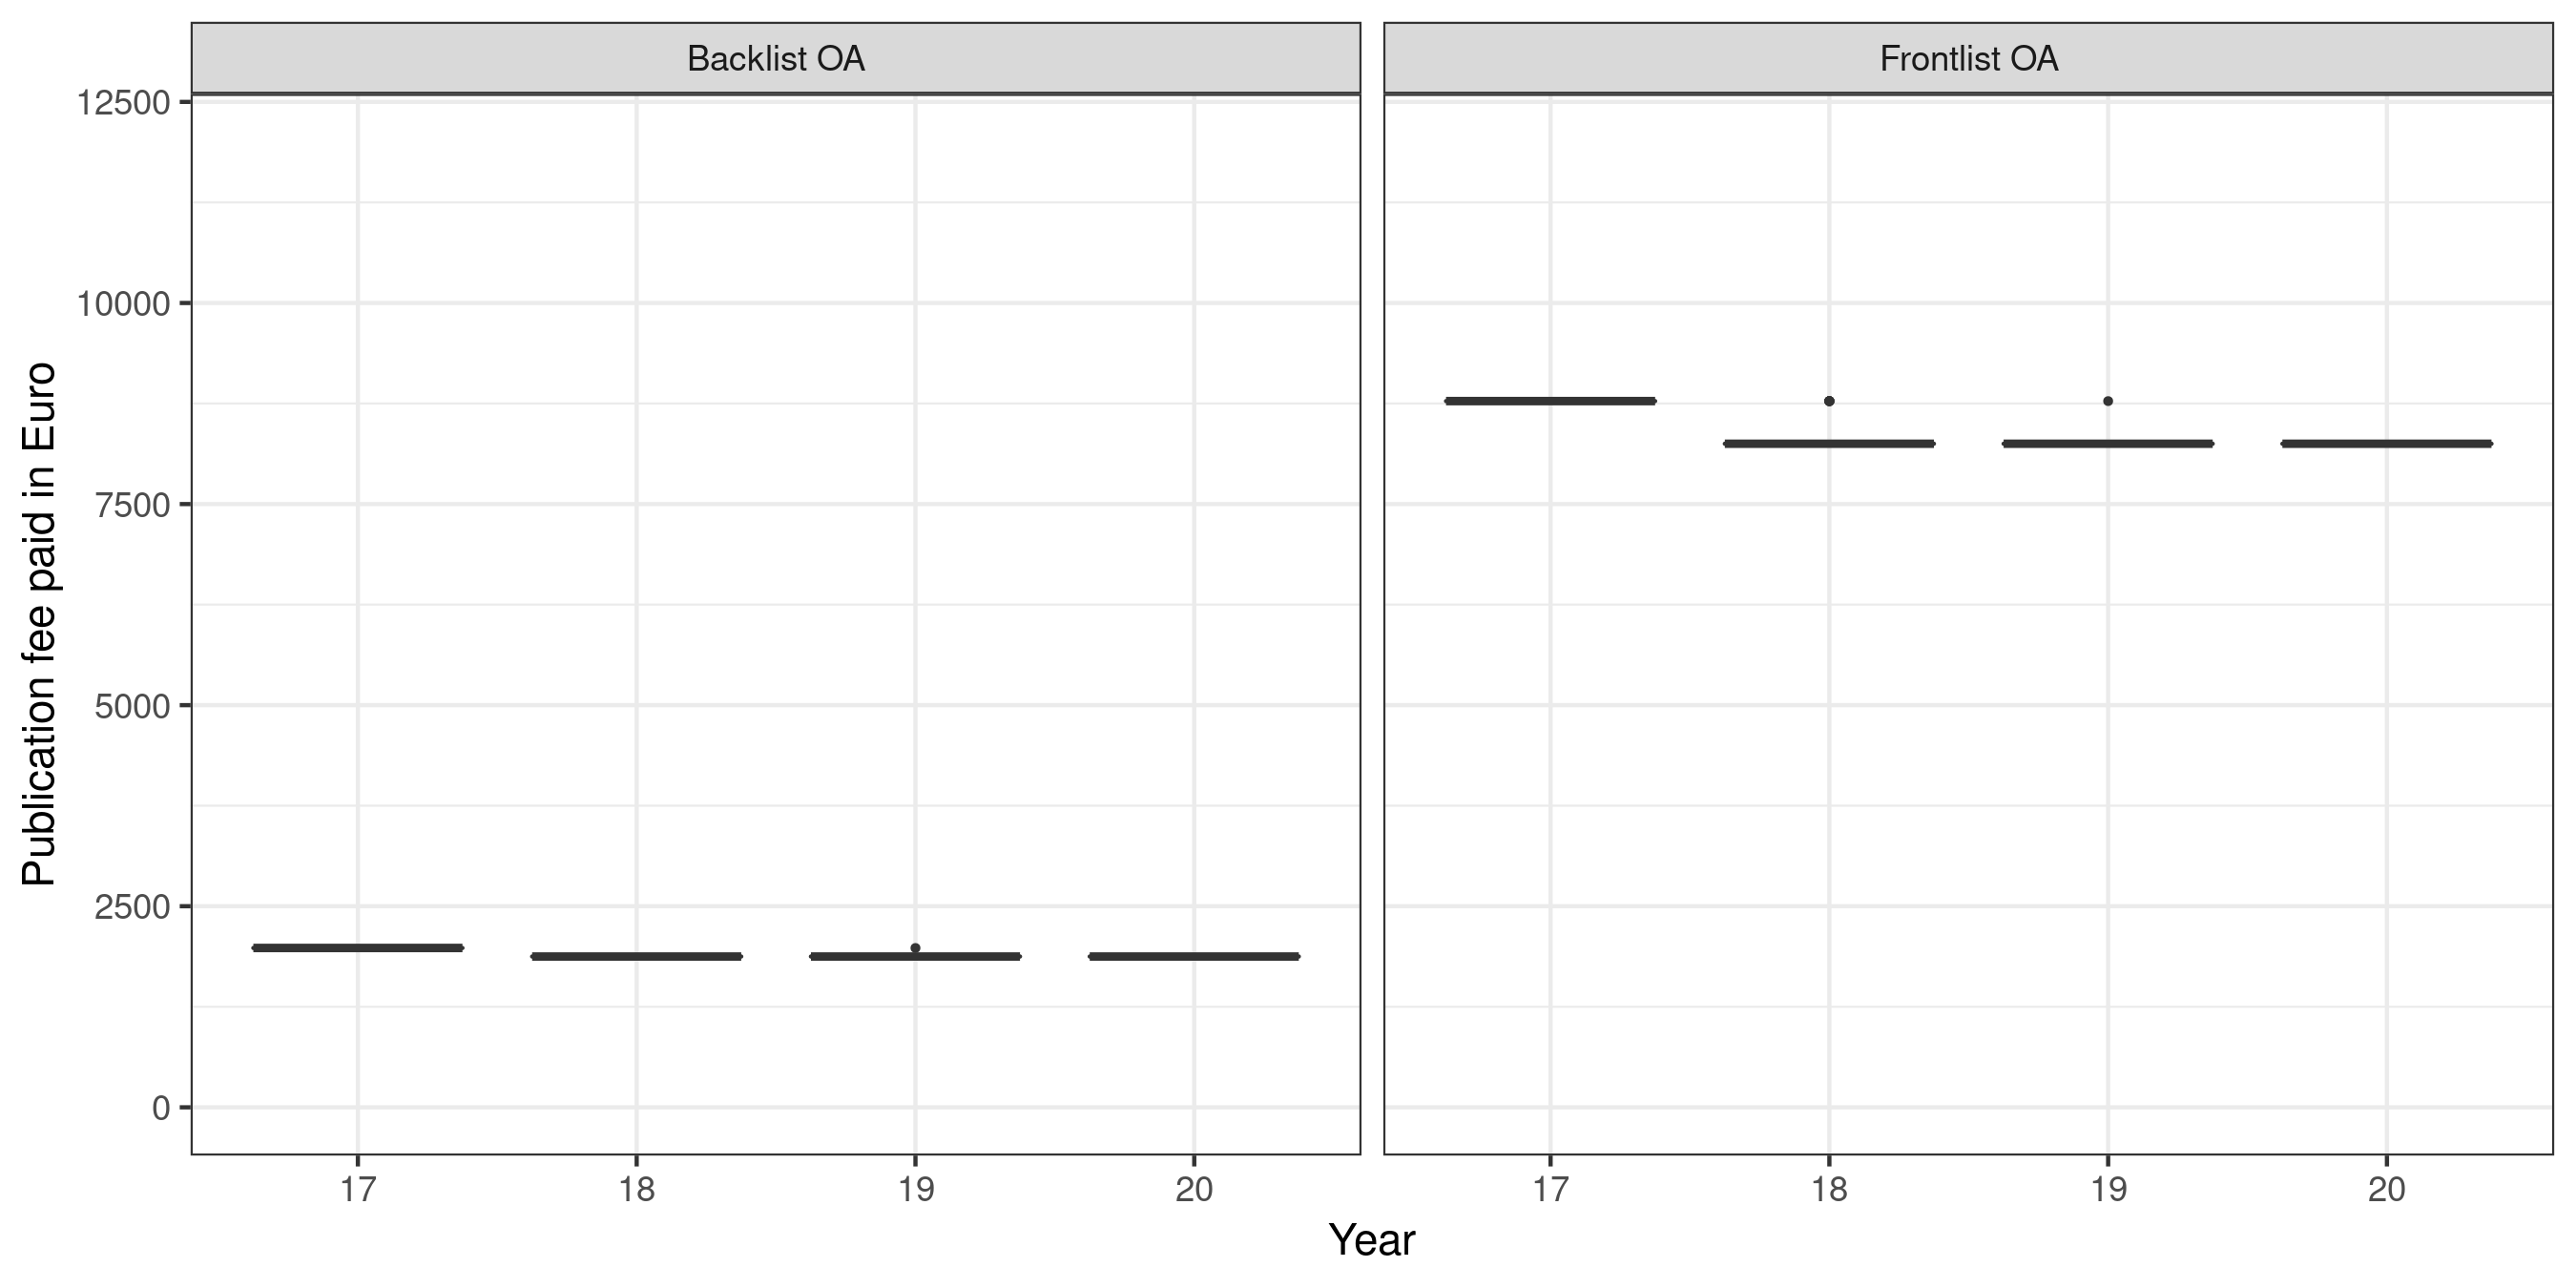 Backlist OA
Frontlist OA
Publication fee paid in Euro
12500
10000
7500
5000
2500
0
17 18 19 20
17 18 19 20
Year